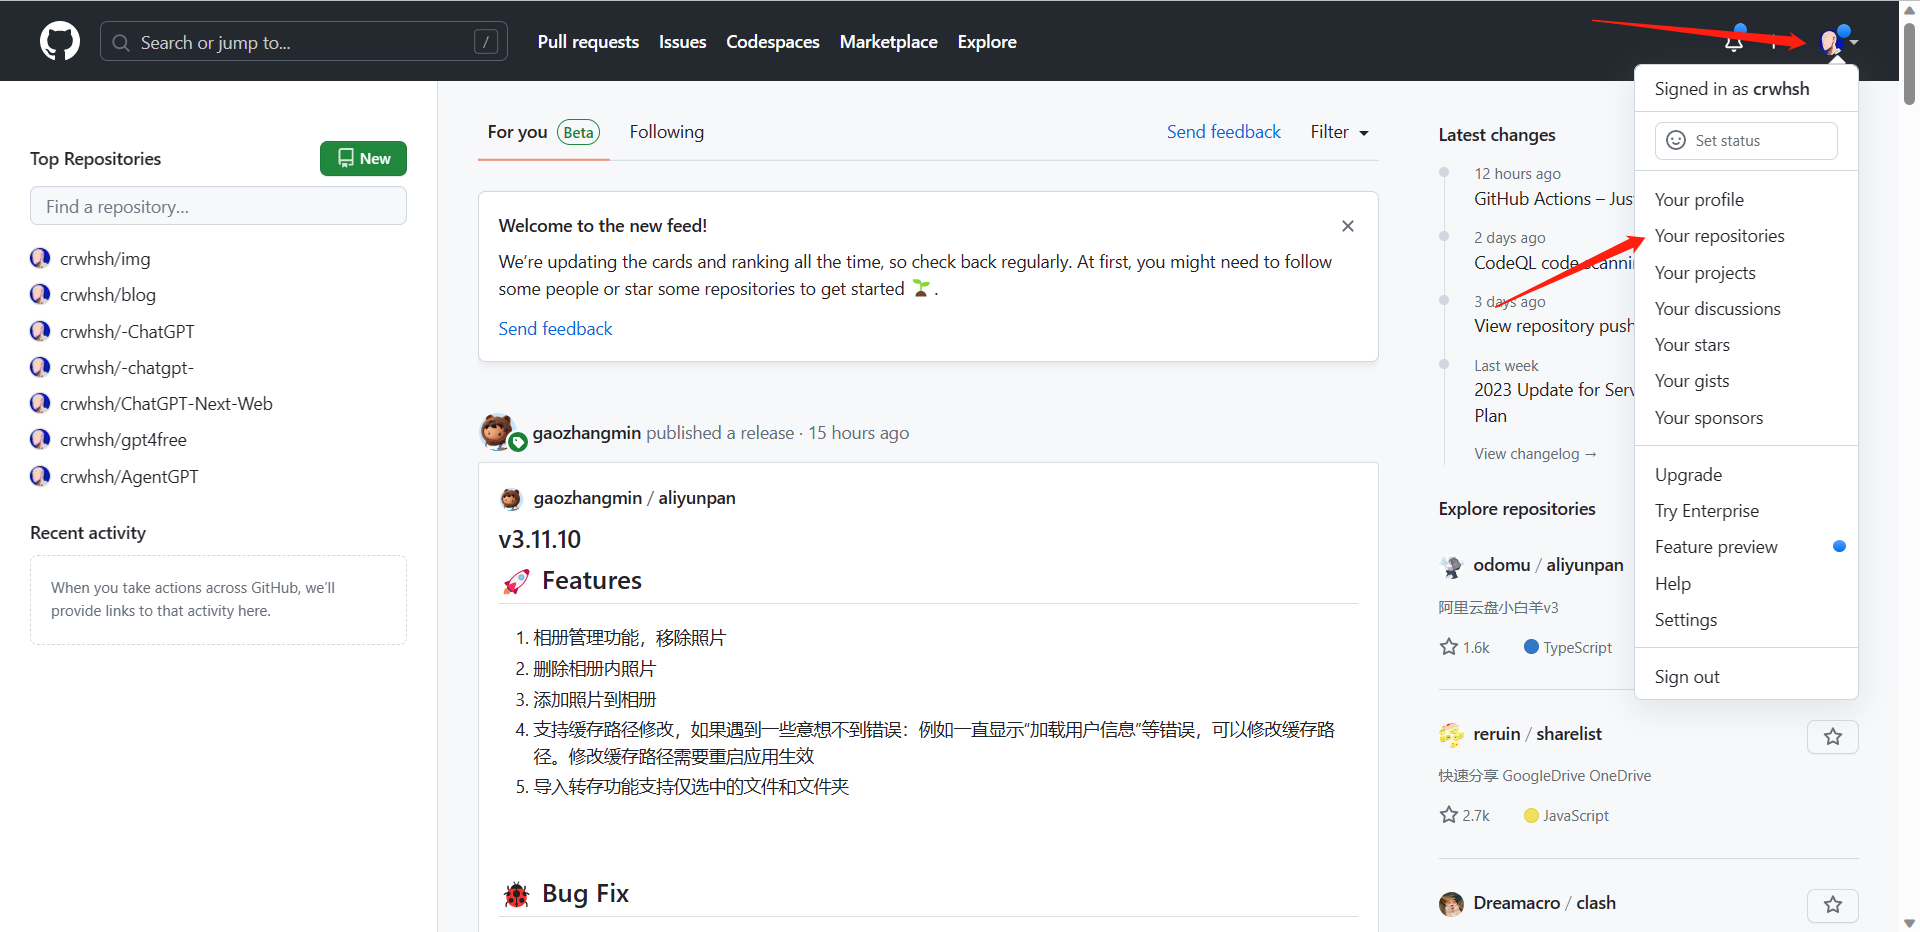 Search or jump to...
/
Pull requests
Issues
Codespaces
Marketplace
Explore
Top Repositories
New
Find a repository...
crwhsh/img
crwhsh/blog
crwhsh/-ChatGPT
crwhsh/-chatgpt-
crwhsh/ChatGPT-Next-Web
crwhsh/gpt4free
crwhsh/AgentGPT
Recent activity
When you take actions across GitHub, we'll
provide links to that activity here.
For you Beta
Following
Send feedback
Filter
Welcome to the new feed!
We're updating the cards and ranking all the time, so check back regularly. At first, you might need to follow
some people or star some repositories to get started 🌱 .
Send feedback
gaozhangmin published a release · 15 hours ago
gaozhangmin / aliyunpan
v3.11.10
🚀 Features
1. 相册管理功能，移除照片
2. 删除相册内照片
3. 添加照片到相册
4. 支持缓存路径修改，如果遇到一些意想不到错误：例如一直显示“加载用户信息”等错误，可以修改缓存路
径。修改缓存路径需要重启应用生效
5. 导入转存功能支持仅选中的文件和文件夹
🐞 Bug Fix
Latest changes
12 hours ago
GitHub Actions – Jus
2 days ago
CodeQL code scanni
3 days ago
View repository push
Last week
2023 Update for Serv
Plan
View changelog →
Explore repositories
odomu / aliyunpan
阿里云盘小白羊v3
1.6k
TypeScript
reruin / sharelist
快速分享 GoogleDrive OneDrive
2.7k
JavaScript
Dreamacro / clash
Signed in as crwhsh
Set status
Your profile
Your repositories
Your projects
Your discussions
Your stars
Your gists
Your sponsors
Upgrade
Try Enterprise
Feature preview
Help
Settings
Sign out